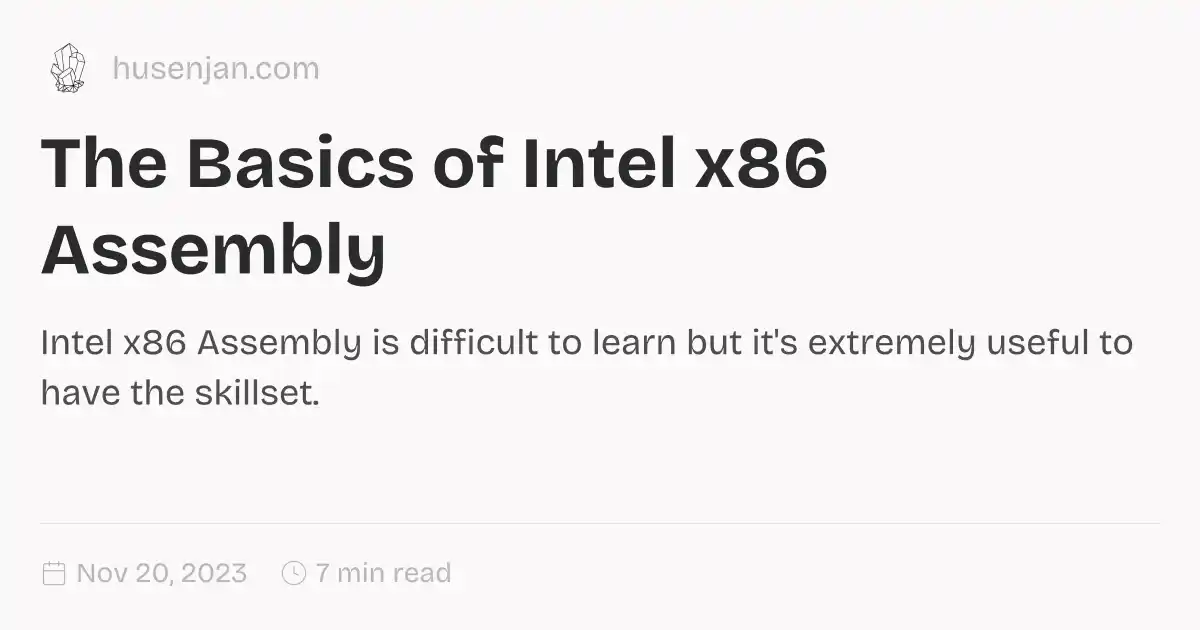 husenjan.com
The Basics of Intel x86
Assembly
Intel x86 Assembly is difficult to learn but it's extremely useful to
have the skillset.
Nov 20, 2023 7 min read